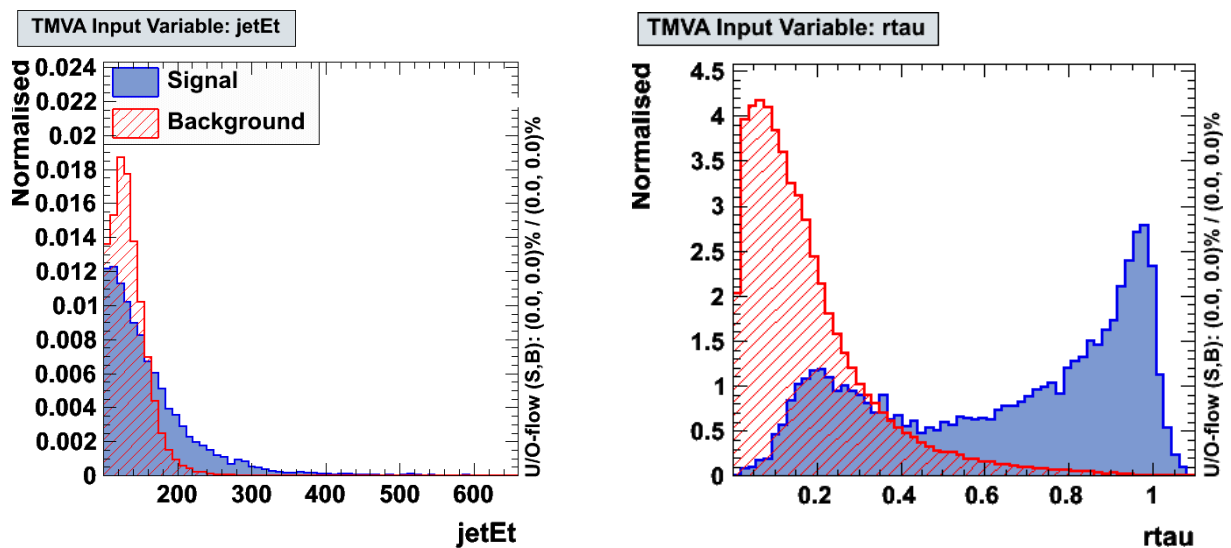 TMVA Input Variable: jetEt
Normalised
0.024
0.022
0.02
0.018
0.016
0.014
0.012
0.01
0.008
0.006
0.004
0.002
0
Signal
Background
200 300 400 500 600
jetEt
U/O-flow (S,B): (0.0, 0.0)% / (0.0, 0.0)%
TMVA Input Variable: rtau
Normalised
4.5
4
3.5
3
2.5
2
1.5
1
0.5
0
0.2 0.4 0.6 0.8 1
rtau
U/O-flow (S,B): (0.0, 0.0)% / (0.0, 0.0)%